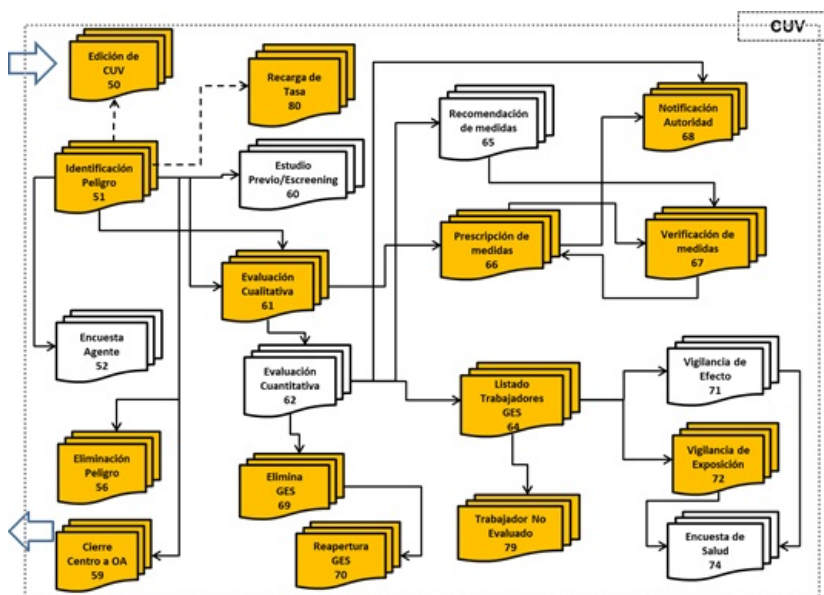 CUV
Edición de
CUV
50
Recarga de
Tasa
80
Recomendación
de medidas
65
Notificación
Autoridad
68
Identificación
Peligro
51
Estudio
Previo/Escreening
60
Prescripción de
medidas
66
Verificación de
medidas
67
Evaluación
Cualitativa
61
Encuesta
Agente
52
Evaluación
Cuantitativa
62
Listado
Trabajadores
GES
64
Vigilancia de
Efecto
71
Eliminación
Peligro
56
Elimina
GES
69
Vigilancia de
Exposición
72
Cierre
Centro a OA
59
Reapertura
GES
70
Trabajador No
Evaluado
79
Encuesta de
Salud
74